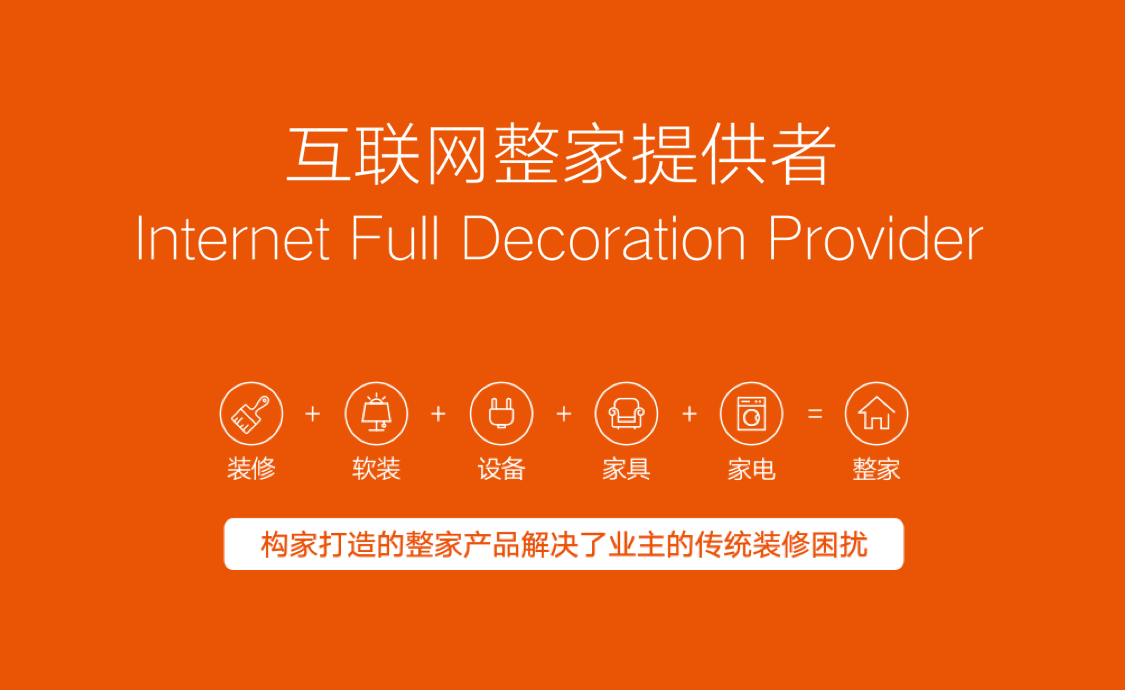 互联网整家提供者
Internet Full Decoration Provider
+ + + + =
装修 软装 设备 家具 家电 整家
构家打造的整家产品解决了业主的传统装修困扰